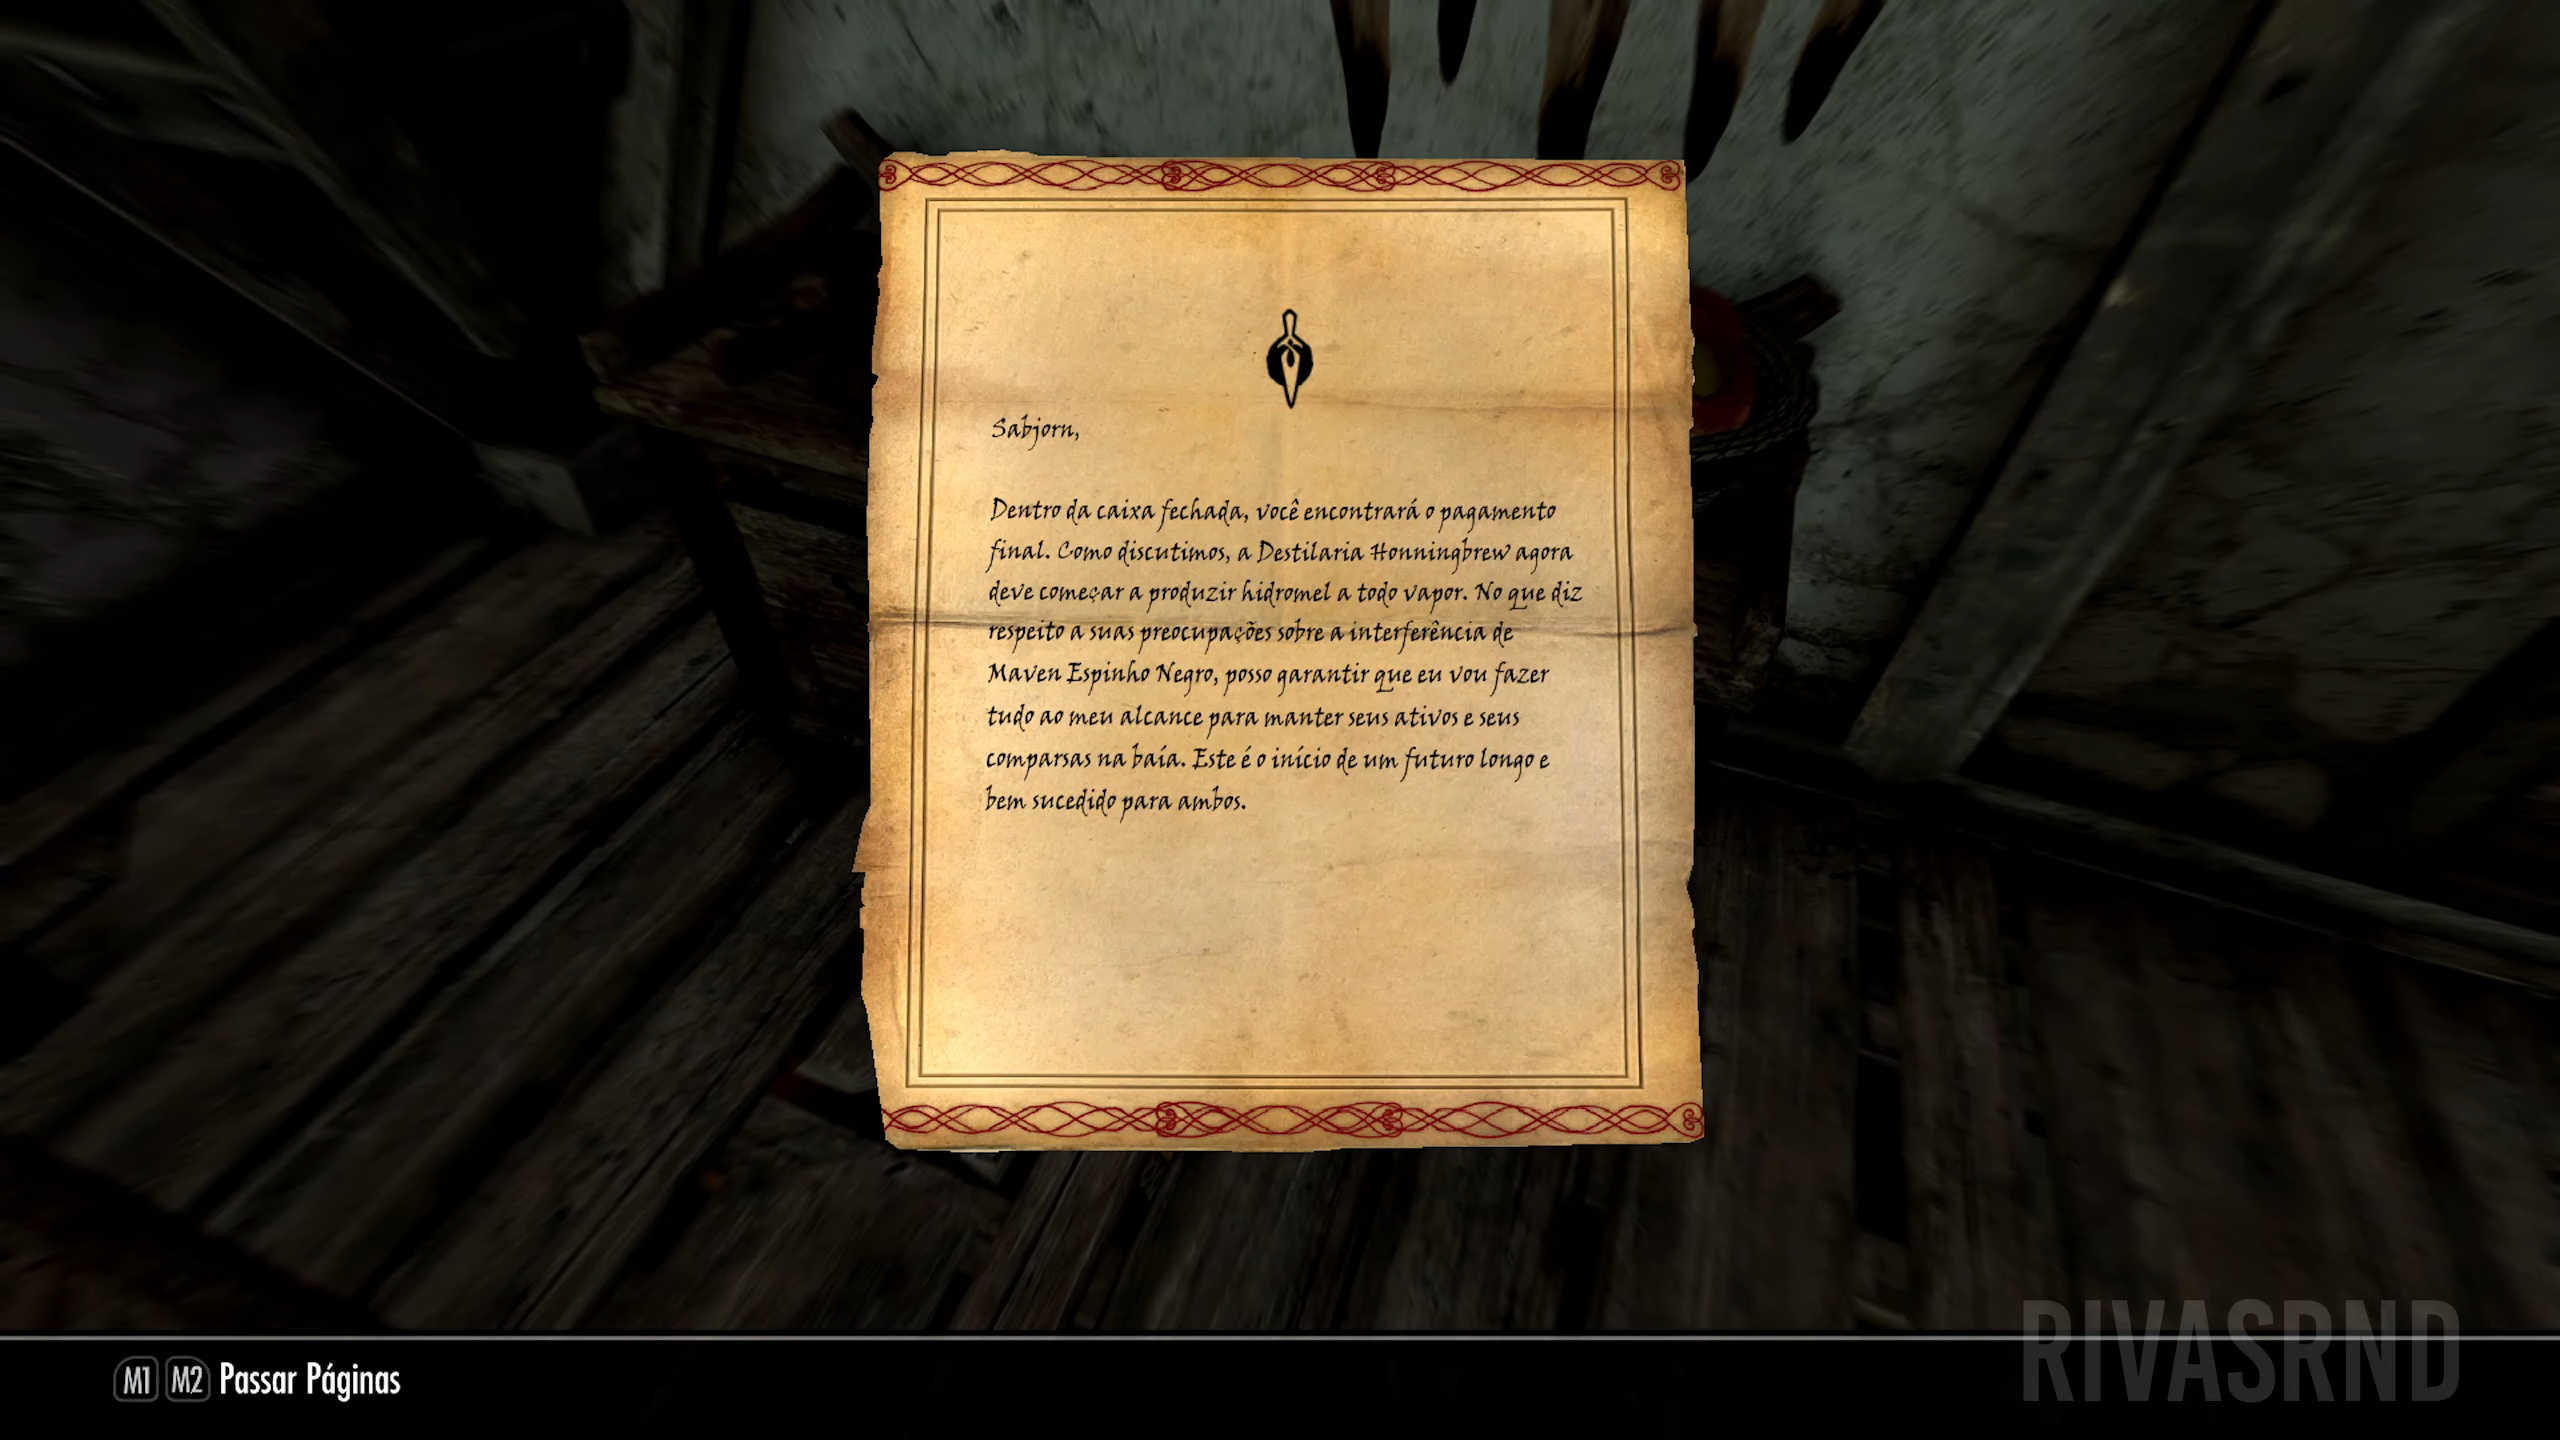 Sabjorn,
Dentro da caixa fechada, você encontrará o pagamento
final. Como discutimos, a Destilaria Honningbrew agora
deve começar a produzir hidromel a todo vapor. No que diz
respeito a suas preocupações sobre a interferência de
Maven Espinho Negro, posso garantir que eu vou fazer
tudo ao meu alcance para manter seus ativos e seus
comparsas na baía. Este é o início de um futuro longo e
bem sucedido para ambos.
M1 M2 Passar Páginas
RIVASRND